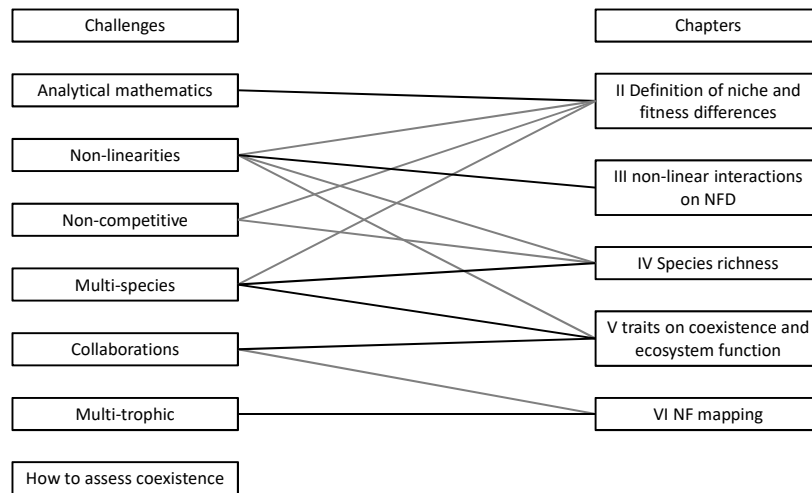 Challenges
Chapters
Analytical mathematics
II Definition of niche and
fitness differences
Non-linearities
III non-linear interactions
on NFD
Non-competitive
IV Species richness
Multi-species
V traits on coexistence and
ecosystem function
Collaborations
Multi-trophic
VI NF mapping
How to assess coexistence